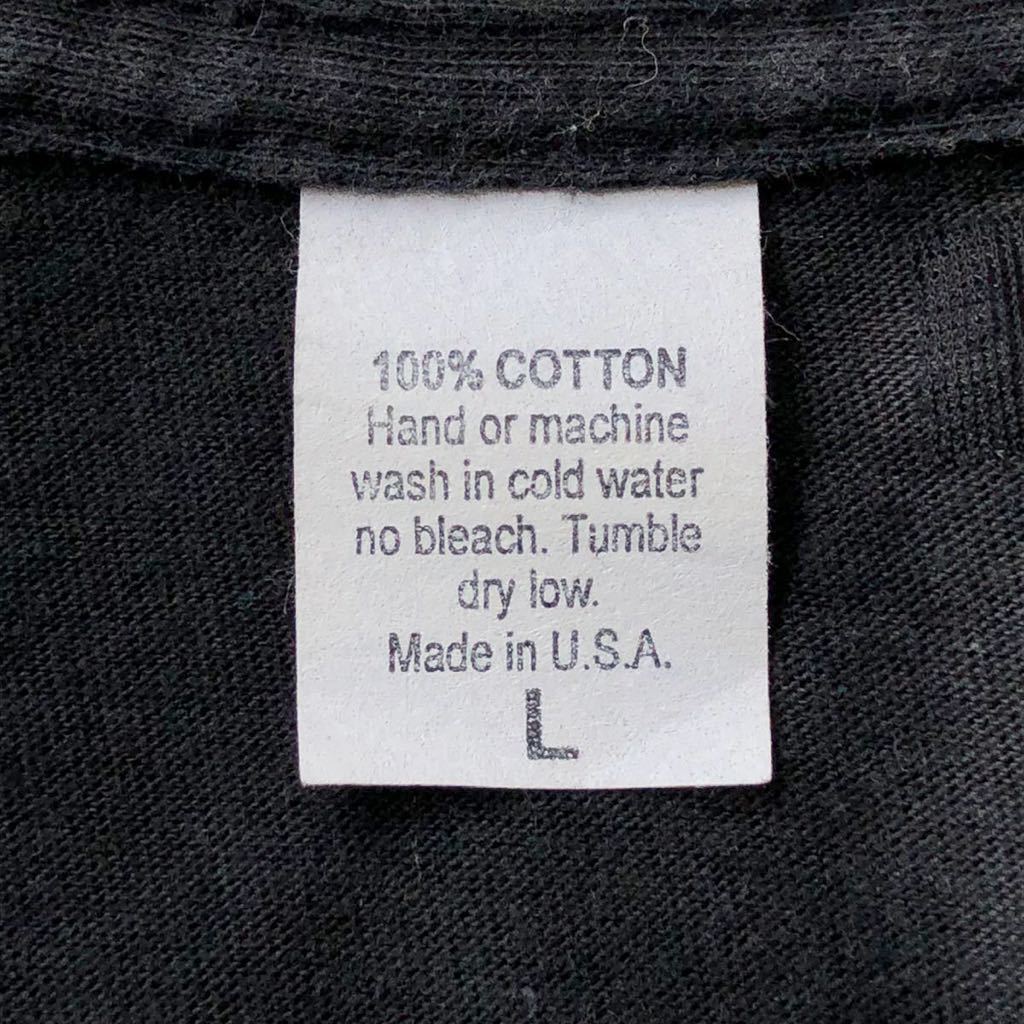 100% COTTON
Hand or machine
wash in cold water
no bleach. Tumble
dry low.
Made in U.S.A.
L